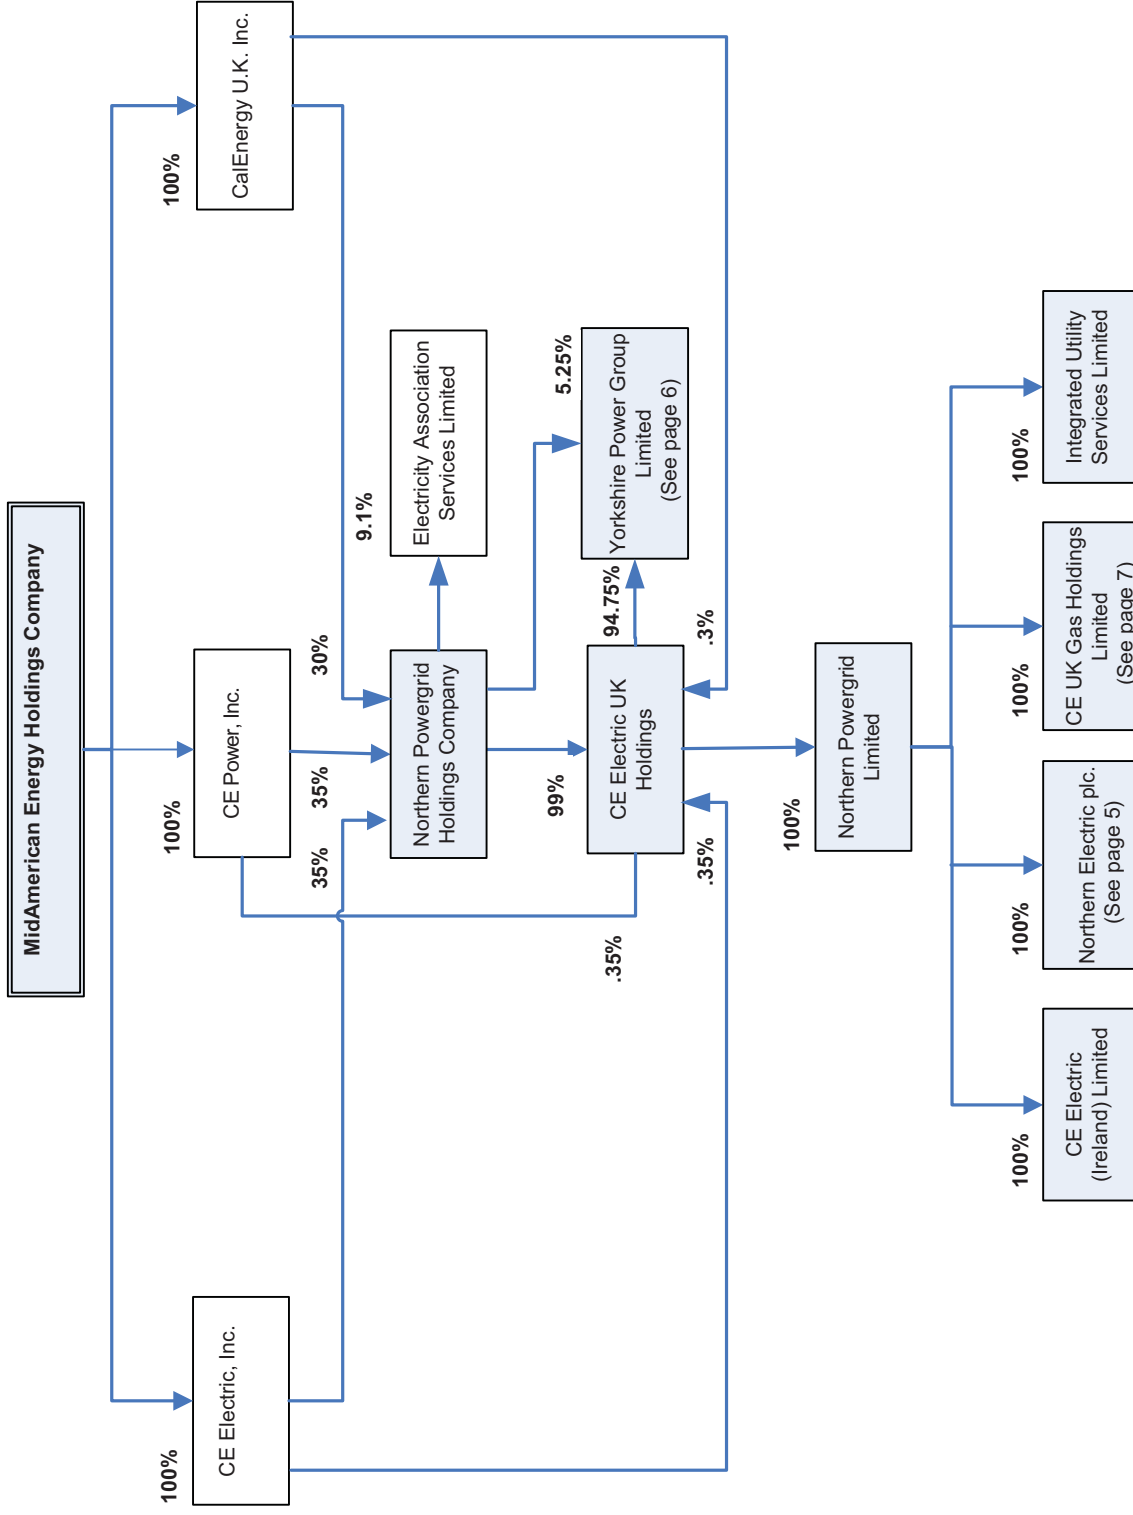 MidAmerican Energy Holdings Company
100%
CE Electric, Inc.
100%
CE Power, Inc.
100%
CalEnergy U.K. Inc.
35%
35%
30%
Northern Powergrid
Holdings Company
9.1%
Electricity Association
Services Limited
99%
.35%
CE Electric UK
Holdings
94.75%
5.25%
Yorkshire Power Group
Limited
(See page 6)
.35%
.3%
100%
Northern Powergrid
Limited
100%
CE Electric
(Ireland) Limited
100%
Northern Electric plc.
(See page 5)
100%
CE UK Gas Holdings
Limited
(See page 7)
100%
Integrated Utility
Services Limited